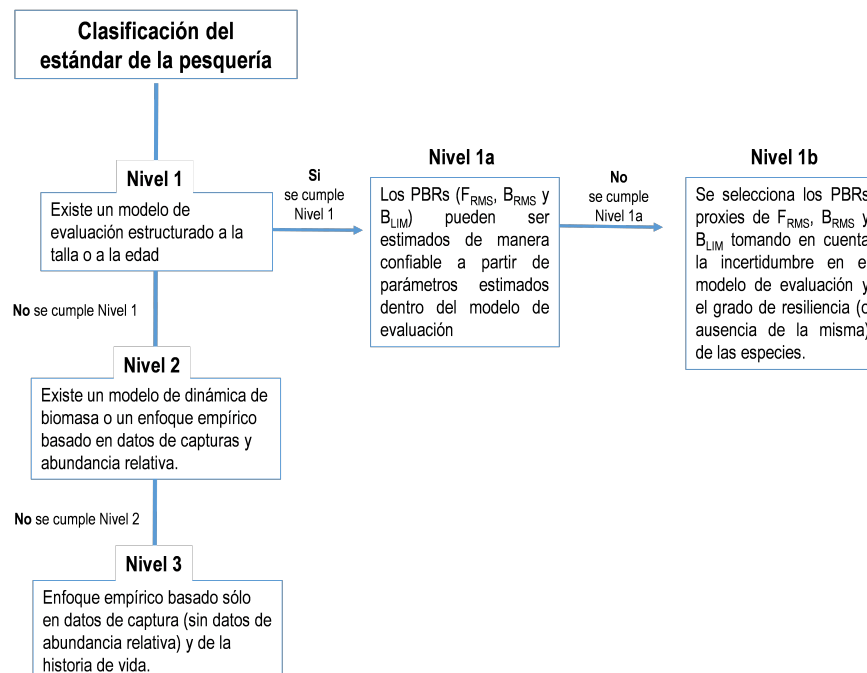 Clasificación del
estándar de la pesquería
Nivel 1
Existe un modelo de
evaluación estructurado a la
talla o a la edad
Si
se cumple
Nivel 1
Nivel 1a
Los PBRs (F_RMS, B_RMS y
B_LIM) pueden ser
estimados de manera
confiable a partir de
parámetros estimados
dentro del modelo de
evaluación
No
se cumple
Nivel 1a
Nivel 1b
Se selecciona los PBRs
proxies de F_RMS, B_RMS y
B_LIM tomando en cuenta
la incertidumbre en el
modelo de evaluación y
el grado de resiliencia (o
ausencia de la misma)
de las especies.
No se cumple Nivel 1
Nivel 2
Existe un modelo de dinámica de
biomasa o un enfoque empírico
basado en datos de capturas y
abundancia relativa.
No se cumple Nivel 2
Nivel 3
Enfoque empírico basado sólo
en datos de captura (sin datos de
abundancia relativa) y de la
historia de vida.